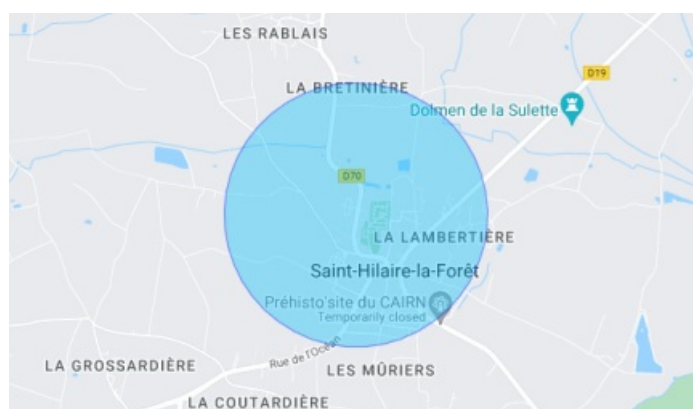 LES RABLAIS
D19
LA BRETINIÈRE
Dolmen de la Sulette
D70
LA LAMBERTIÈRE
Saint-Hilaire-la-Forêt
Préhisto'site du CAIRN
Temporarily closed
Rue de l'Océan
LA GROSSARDIÈRE
LES MÛRIERS
LA COUTARDIÈRE